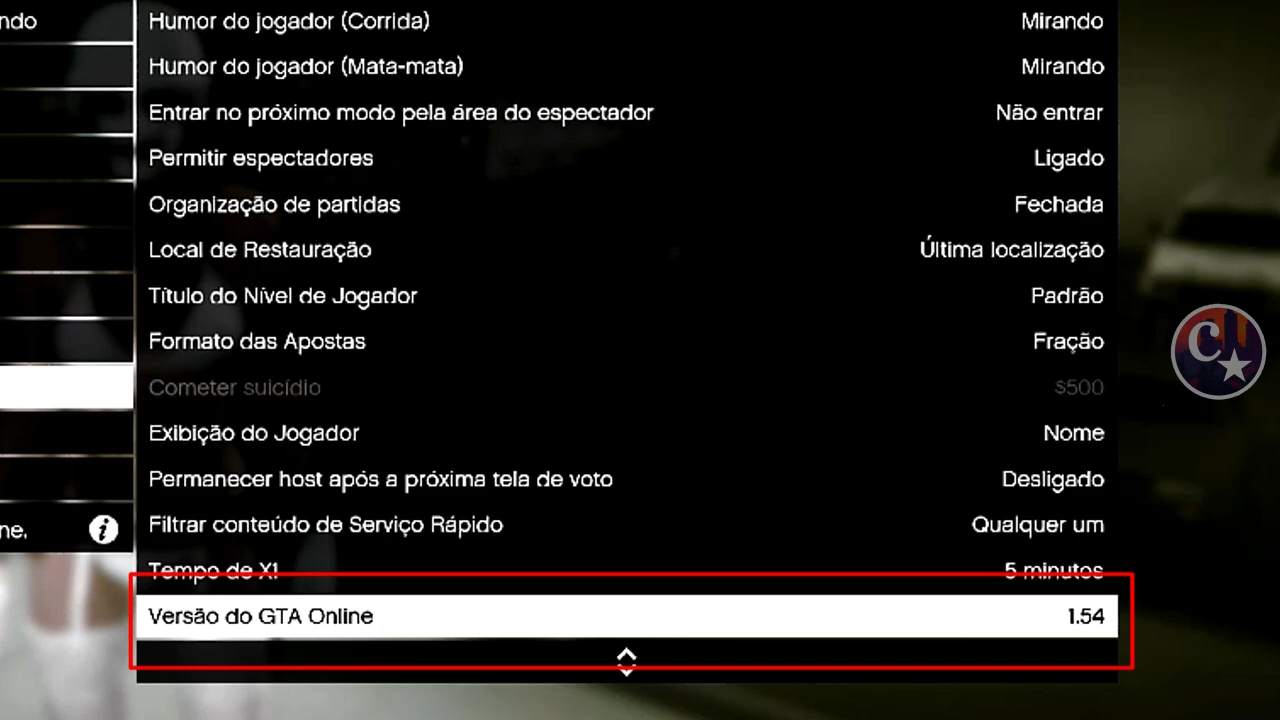 ndo
Humor do jogador (Corrida) Mirando
Humor do jogador (Mata-mata) Mirando
Entrar no próximo modo pela área do espectador Não entrar
Permitir espectadores Ligado
Organização de partidas Fechada
Local de Restauração Última localização
Título do Nível de Jogador Padrão
Formato das Apostas Fração
Cometer suicídio $500
Exibição do Jogador Nome
Permanecer host após a próxima tela de voto Desligado
ne.
Filtrar conteúdo de Serviço Rápido Qualquer um
Tempo de X1 5 minutos
Versão do GTA Online 1.54
C